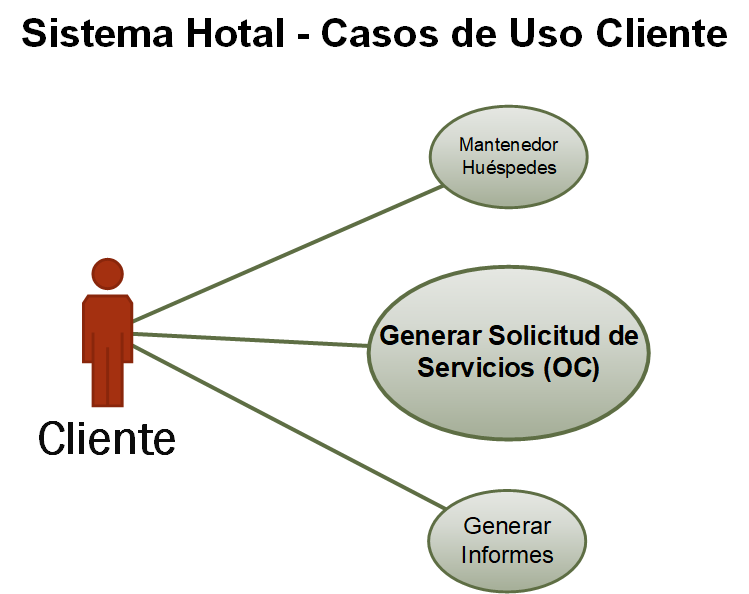 Sistema Hotal - Casos de Uso Cliente
Mantenedor
Huéspedes
Generar Solicitud de
Servicios (OC)
Cliente
Generar
Informes